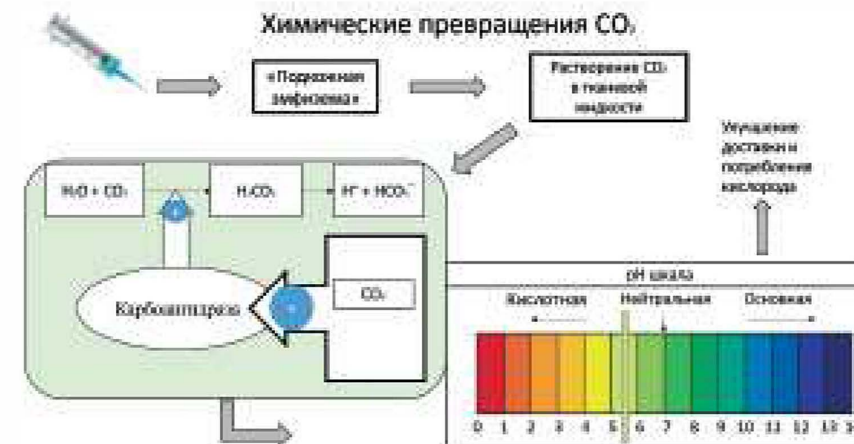 Химические превращения CO₂
«Подкожная
эмфизема»
Растворение CO₂
в тканевой
жидкости
Улучшение
доставки и
потребления
кислорода
H₂O + CO₂
H₂CO₃
H⁺ + HCO₃⁻
CO₂
Карбоангидраза
pH шкала
Кислотная
Нейтральная
Основная
0 1 2 3 4 5 6 7 8 9 10 11 12 13 14